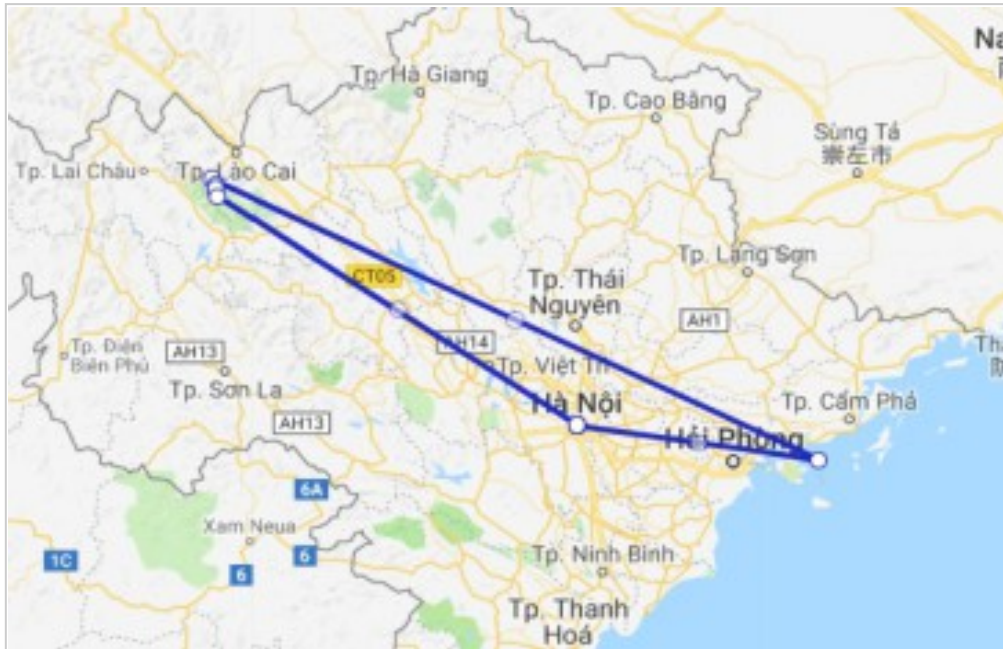 Na
Tp. Hà Giang
Tp. Cao Bằng
Sùng Tả
崇左市
Tp. Lai Châu
Tp. Lào Cai
Tp. Lạng Sơn
CT05
Tp. Thái
Nguyên
AH1
Th
AH14
Tp. Điện
Biên Phủ
AH13
Tp. Việt Trì
Tp. Sơn La
Hà Nội
Tp. Cẩm Phả
AH13
Hải Phòng
6A
Xam Neua
1C
6
6
Tp. Ninh Bình
Tp. Thanh
Hoá